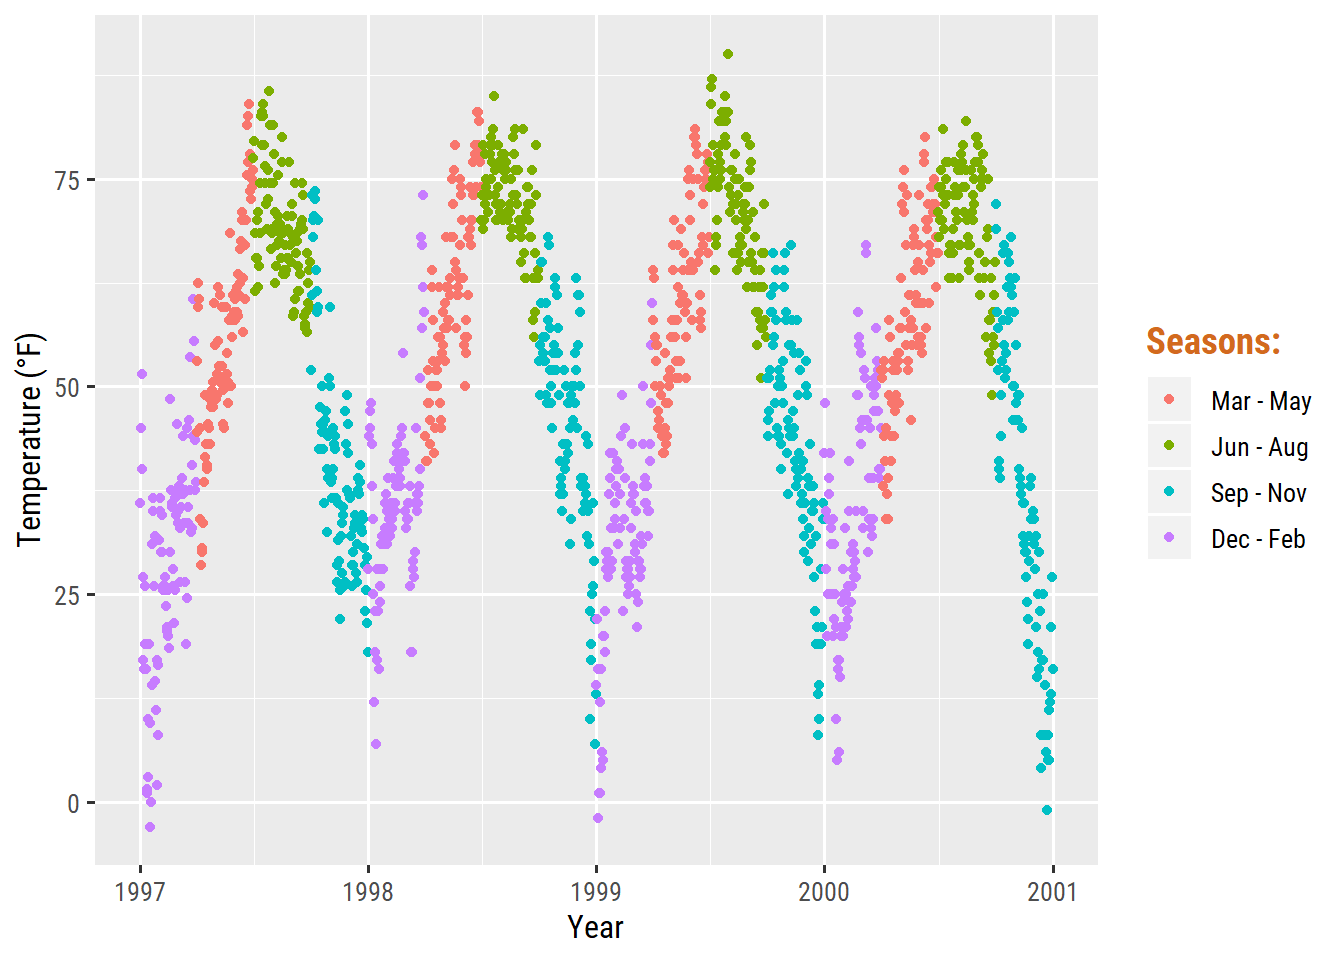 Temperature (°F)
75
50
25
0
1997 1998 1999 2000 2001
Year
Seasons:
Mar - May
Jun - Aug
Sep - Nov
Dec - Feb